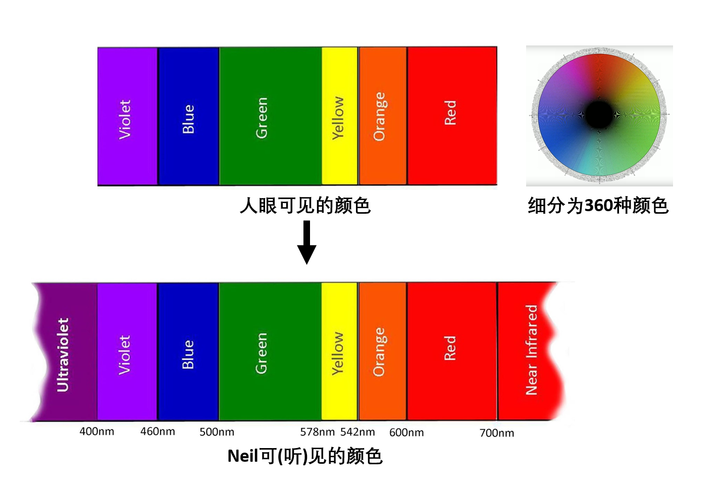 Violet
Blue
Green
Yellow
Orange
Red
人眼可见的颜色
细分为360种颜色
Ultraviolet
Violet
Blue
Green
Yellow
Orange
Red
Near Infrared
400nm 460nm 500nm 578nm 542nm 600nm 700nm
Neil可(听)见的颜色